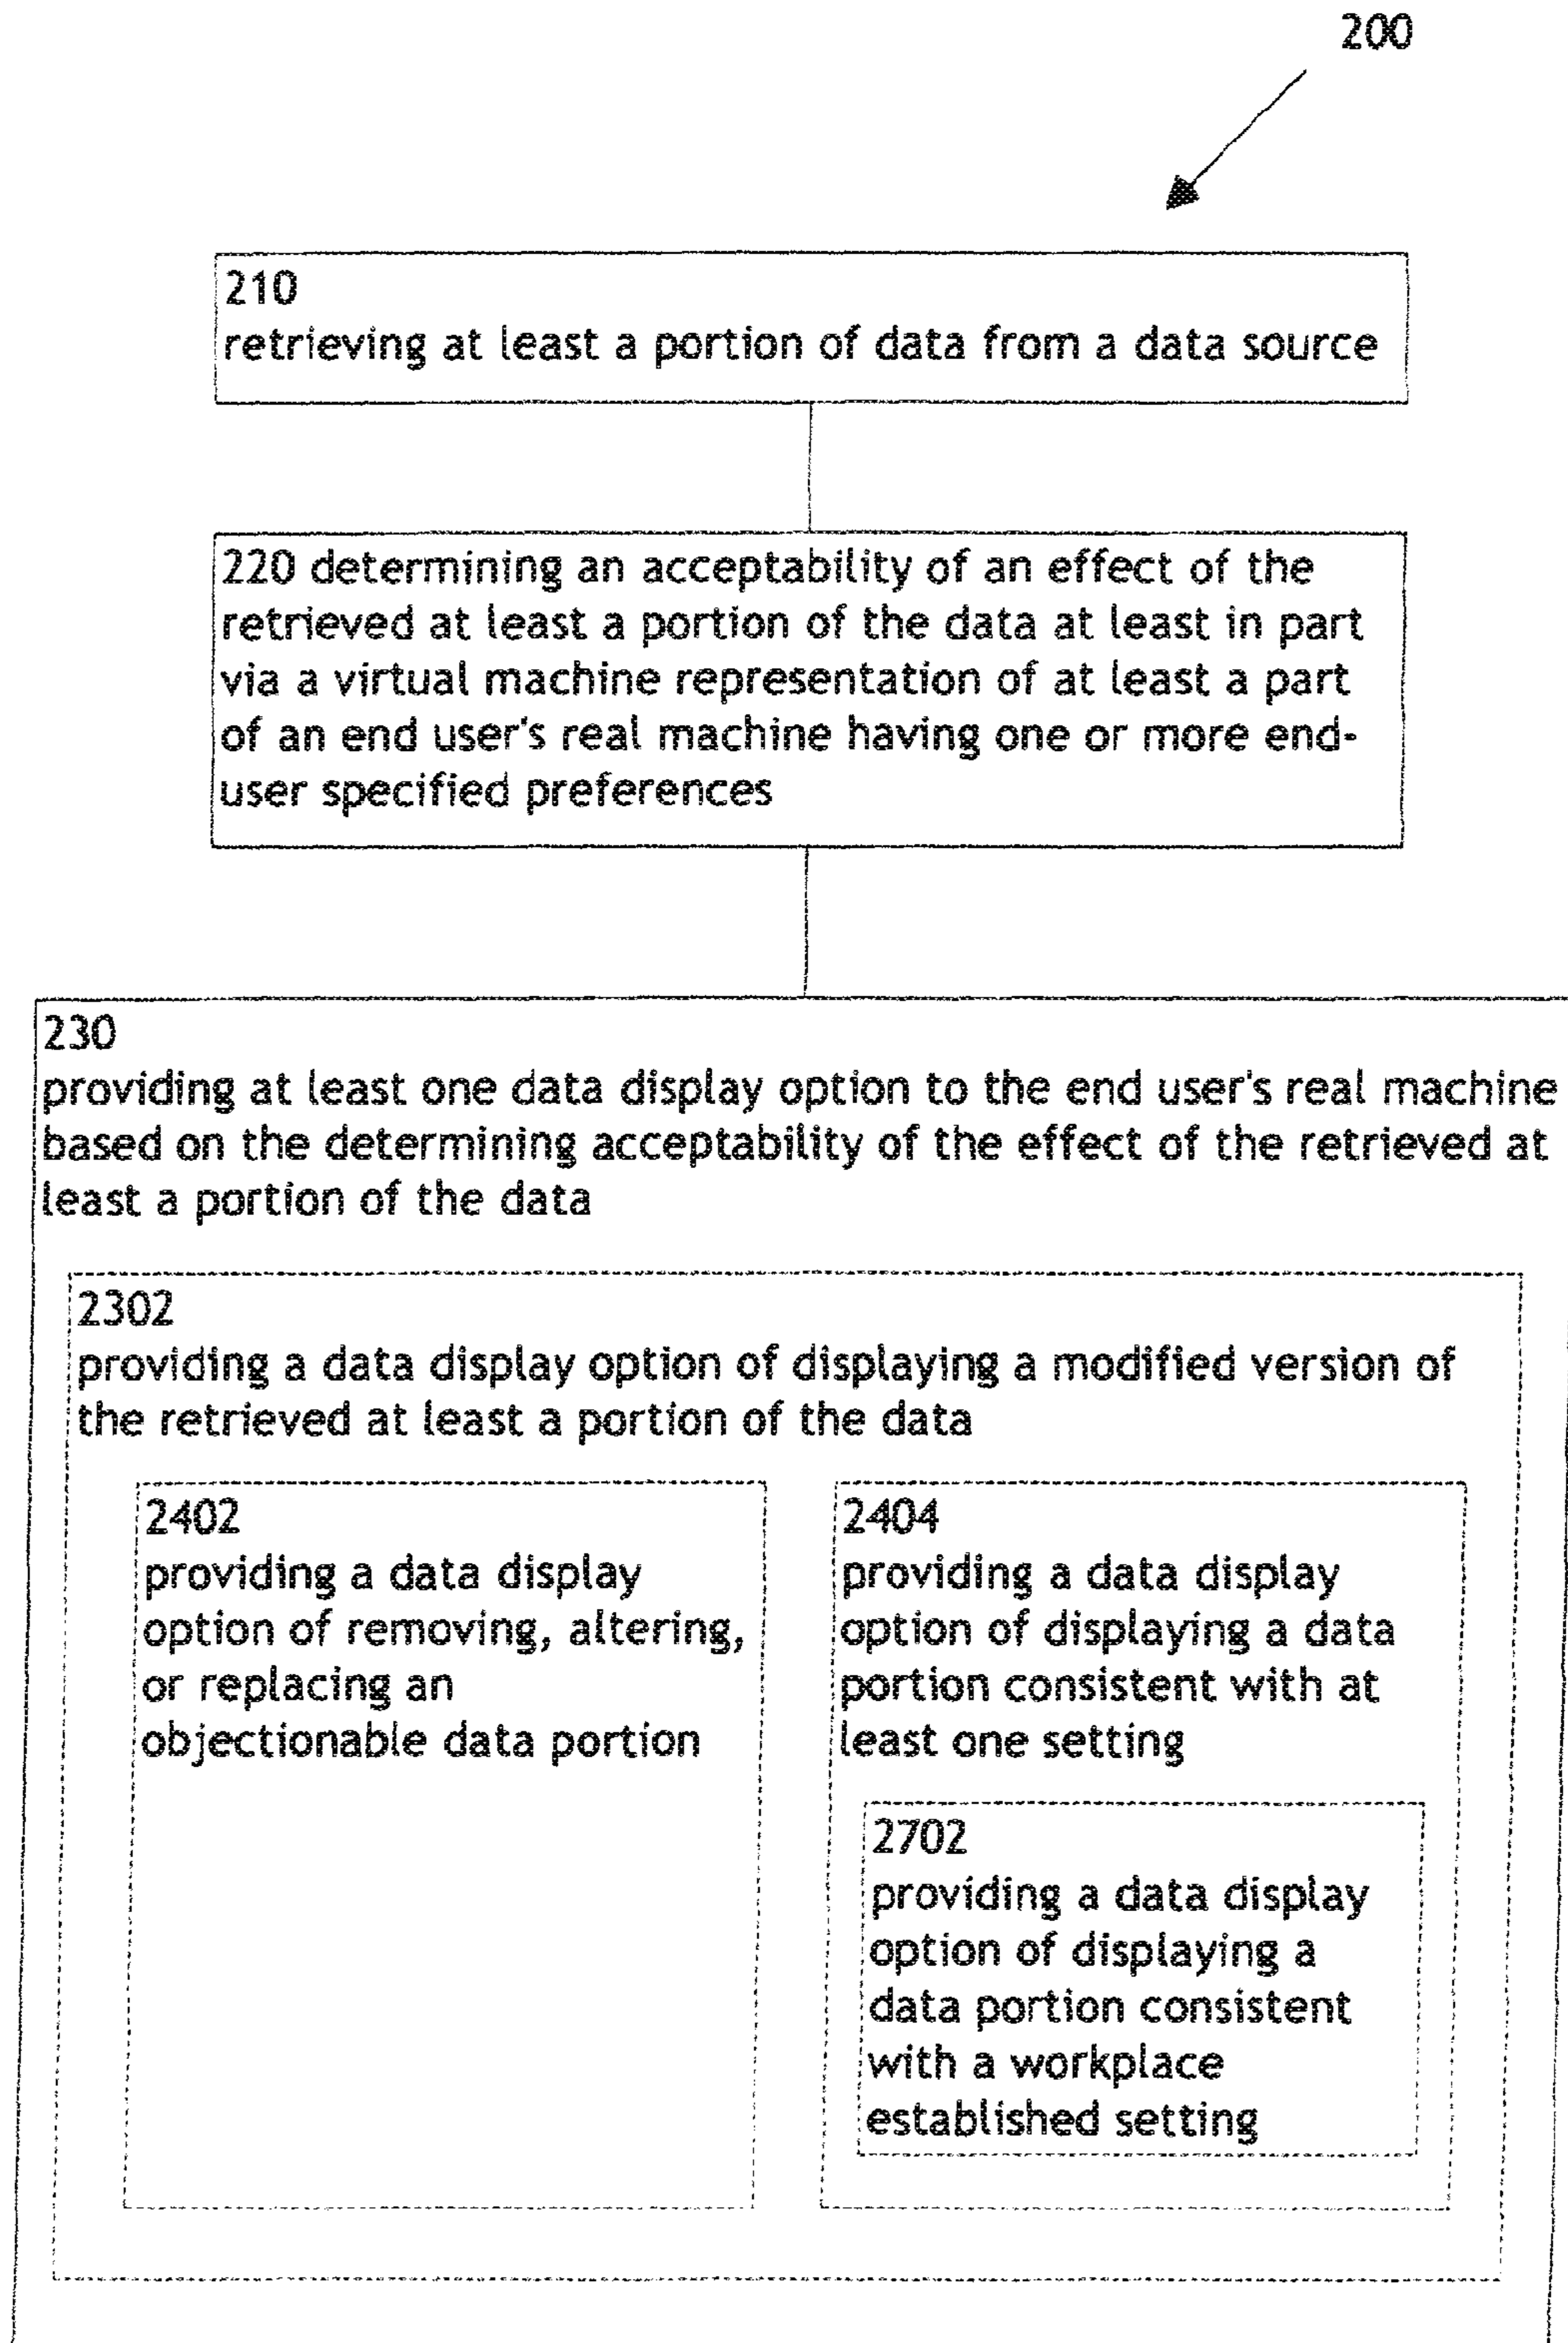 200
210
retrieving at least a portion of data from a data source
220 determining an acceptability of an effect of the
retrieved at least a portion of the data at least in part
via a virtual machine representation of at least a part
of an end user's real machine having one or more end-
user specified preferences
230
providing at least one data display option to the end user's real machine
based on the determining acceptability of the effect of the retrieved at
least a portion of the data
2302
providing a data display option of displaying a modified version of
the retrieved at least a portion of the data
2402
providing a data display
option of removing, altering,
or replacing an
objectionable data portion
2404
providing a data display
option of displaying a data
portion consistent with at
least one setting
2702
providing a data display
option of displaying a
data portion consistent
with a workplace
established setting